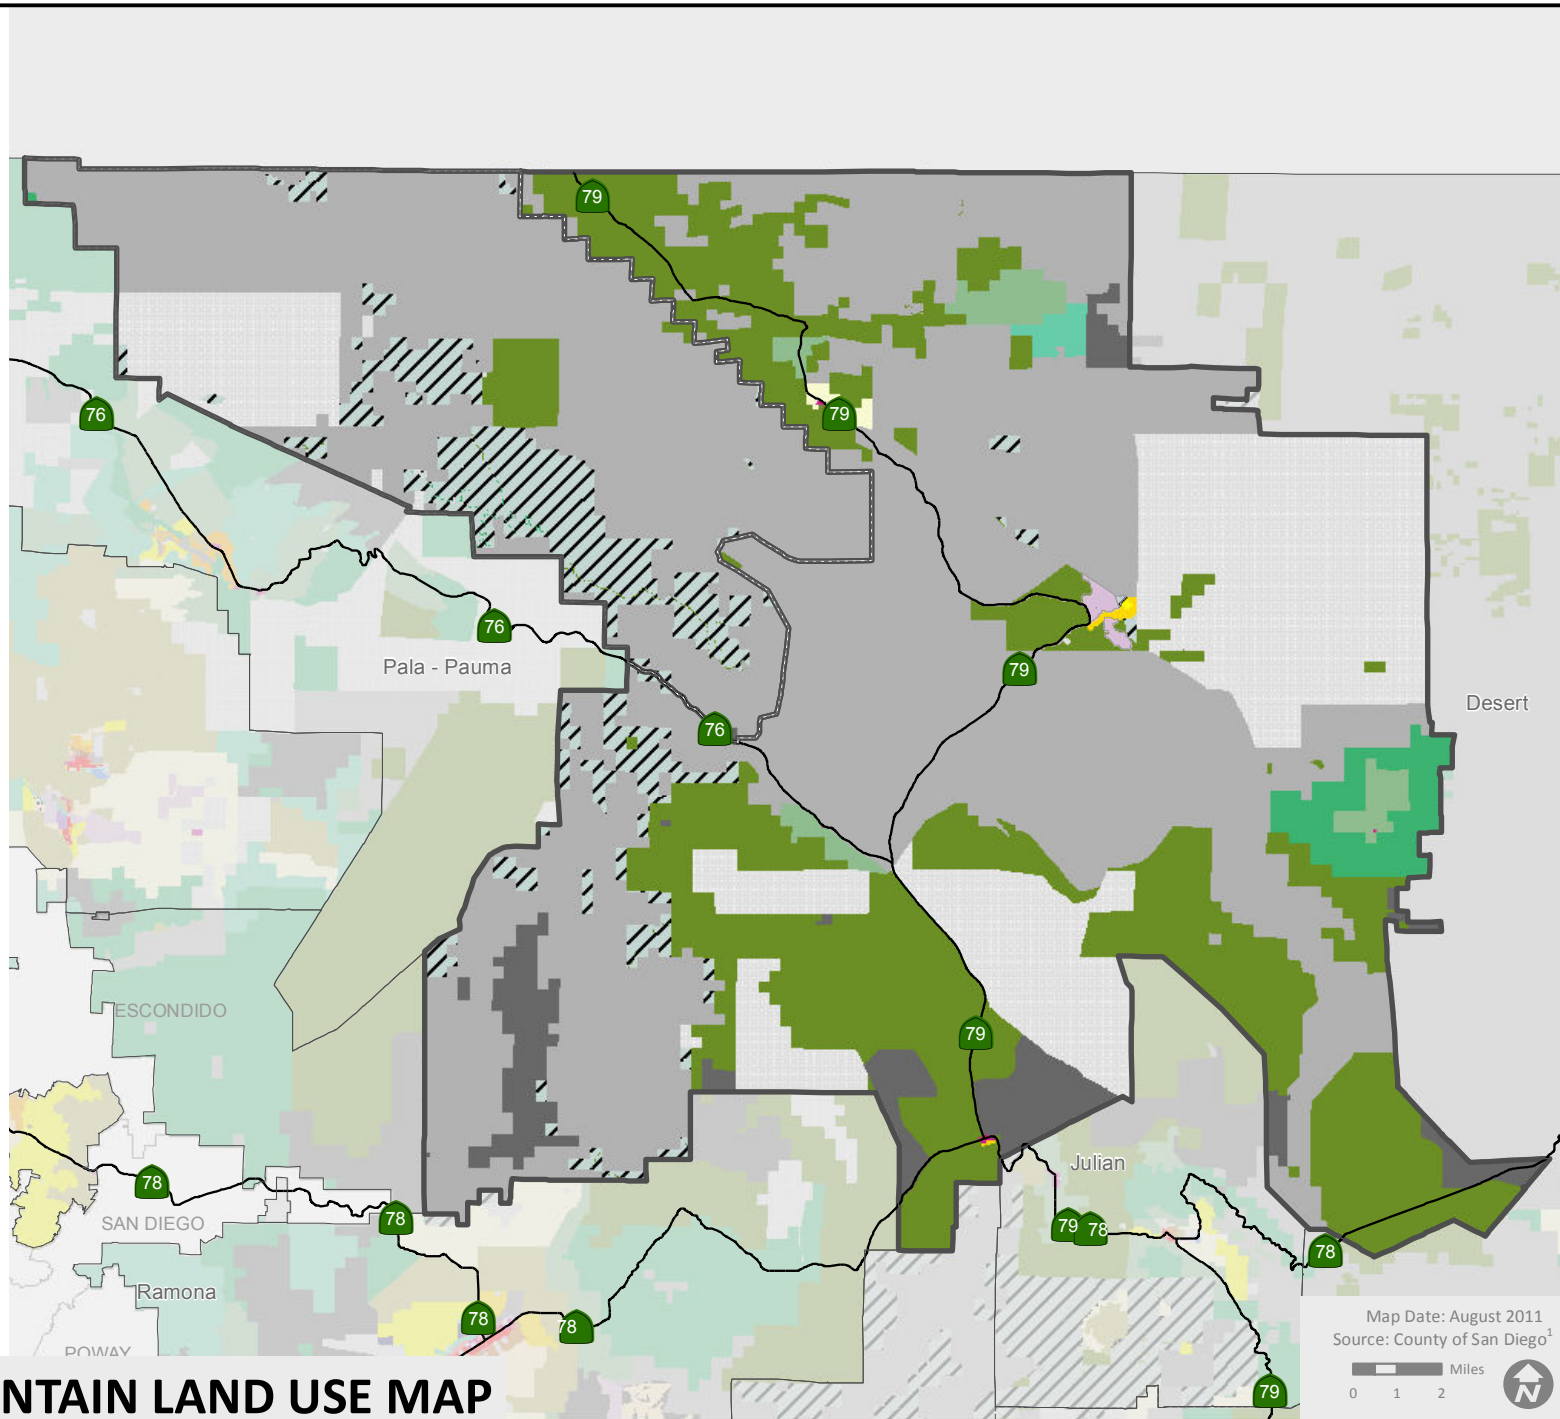 79
79
76
76
79
Pala - Pauma
Desert
76
ESCONDIDO
79
Julian
78
SAN DIEGO
78
79
78
78
Ramona
78
78
Map Date: August 2011
Source: County of San Diego1
POWAY
Miles
0 1 2
N
79
NTAIN LAND USE MAP